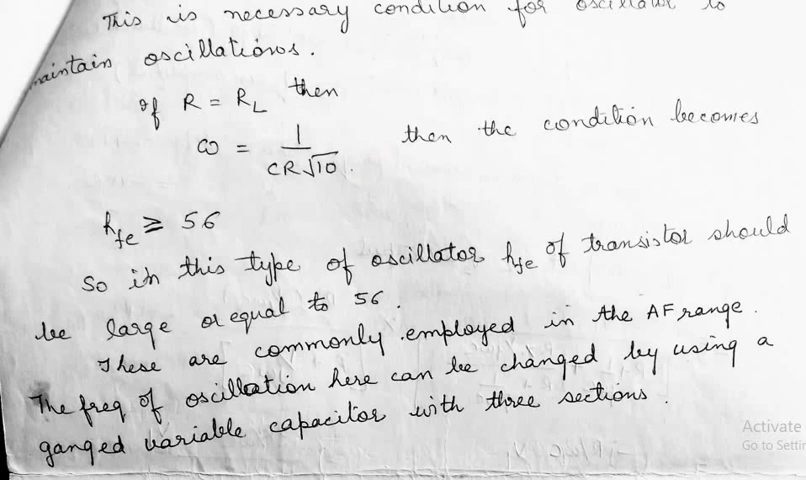 This is necessary condition for oscillator to
maintain oscillations.
If R = R_L then
ω = 1/(CR√10). then the condition becomes
h_fe ≥ 56
So in this type of oscillator h_fe of transistor should
be large or equal to 56.
These are commonly employed in the AF range.
The freq of oscillation here can be changed by using a
ganged variable capacitor with three sections.
Activate
Go to Settin